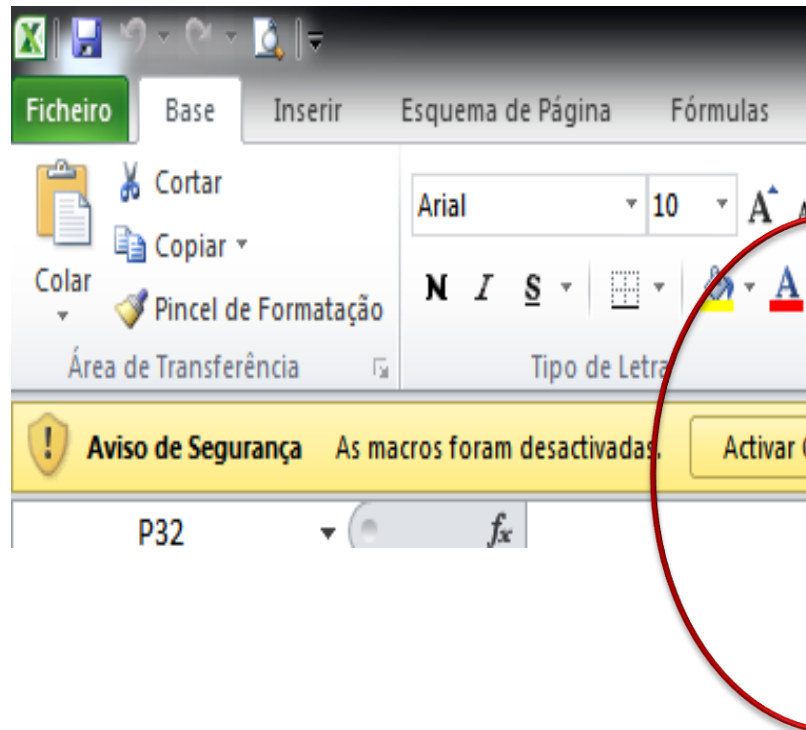 Ficheiro Base Inserir Esquema de Página Fórmulas
Cortar
Copiar
Colar
Pincel de Formatação
Área de Transferência
Arial 10 A
N I S A
Tipo de Letra
Aviso de Segurança As macros foram desactivadas. Activar
P32 fx